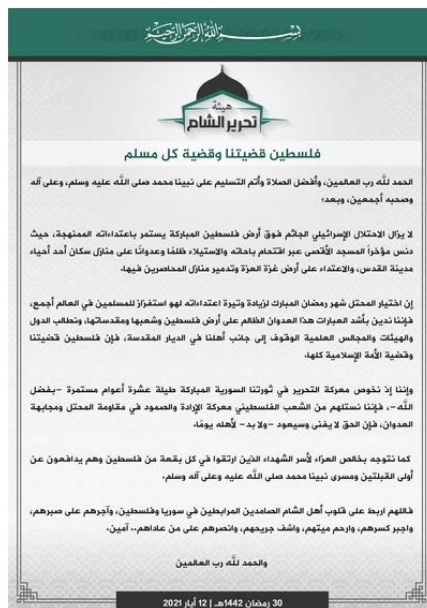 بسم الله الرحمن الرحيم
هيئة
تحرير الشام
فلسطين قضيتنا وقضية كل مسلم
الحمد لله رب العالمين، وأفضل الصلاة وأتم التسليم على نبينا محمد صلى الله عليه وسلم، وعلى آله
وصحبه أجمعين، وبعد؛
لا يزال الاحتلال الإسرائيلي الجاثم فوق أرض فلسطين المباركة يستمر باعتداءاته الممنهجة، حيث
دنس مؤخراً المسجد الأقصى عبر اقتحام باحاته والاستيلاء ظلمًا وعدوانًا على منازل سكان أحد أحياء
مدينة القدس، والاعتداء على أرض غزة العزة وتدمير منازل المحاصرين فيها.
إن اختيار المحتل شهر رمضان المبارك لزيادة وتيرة اعتداءاته لهو استفزاز للمسلمين في العالم أجمع،
فإننا ندين بأشد العبارات هذا العدوان الظالم على أرض فلسطين وشعبها ومقدساتها، ونطالب الدول
والهيئات والمجالس العلمية الوقوف إلى جانب أهلنا في الديار المقدسة، فإن فلسطين قضيتنا
وقضية الأمة الإسلامية كلها.
وإننا إذ نخوض معركة التحرير في ثورتنا السورية المباركة طيلة عشرة أعوام مستمرة –بفضل
الله–، فإننا نستلهم من الشعب الفلسطيني معركة الإرادة والصمود في مقاومة المحتل ومجابهة
العدوان، فإن الحق لا يفنى وسيعود –ولا بد– لأهله يومًا.
كما نتوجه بخالص العزاء لأسر الشهداء الذين ارتقوا في كل بقعة من فلسطين وهم يدافعون عن
أولى القبلتين ومسرى نبينا محمد صلى الله عليه وعلى آله وسلم.
فاللهم اربط على قلوب أهل الشام الصامدين المرابطين في سوريا وفلسطين، وآجرهم على صبرهم،
واجبر كسرهم، وارحم ميتهم، واشف جريحهم، وانصرهم على من عاداهم.. آمين.
والحمد لله رب العالمين
30 رمضان 1442هـ | 12 أيار 2021